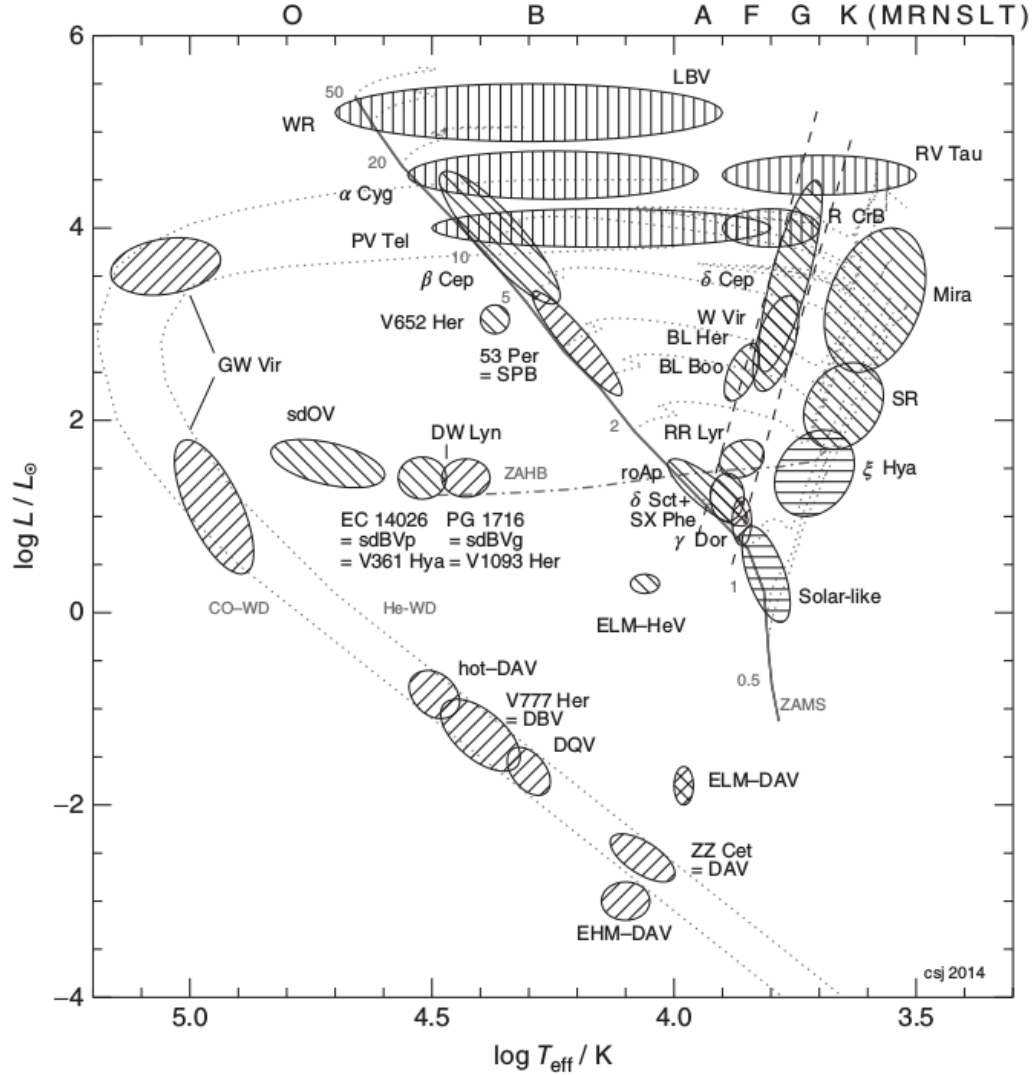 O B A F G K (M R N S L T)
6
50
LBV
WR
20
RV Tau
α Cyg
4
R CrB
PV Tel
10
β Cep
δ Cep
5
Mira
V652 Her
W Vir
BL Her
53 Per
= SPB
BL Boo
GW Vir
SR
2
sdOV
2
DW Lyn
RR Lyr
ZAHB
roAp
ξ Hya
δ Sct+
SX Phe
EC 14026
= sdBVp
= V361 Hya
PG 1716
= sdBVg
= V1093 Her
γ Dor
1
Solar-like
0
CO–WD
He-WD
ELM–HeV
hot–DAV
0.5
ZAMS
V777 Her
= DBV
DQV
–2
ELM–DAV
ZZ Cet
= DAV
EHM–DAV
csj 2014
–4
5.0 4.5 4.0 3.5
log T eff / K
log L / L⊙